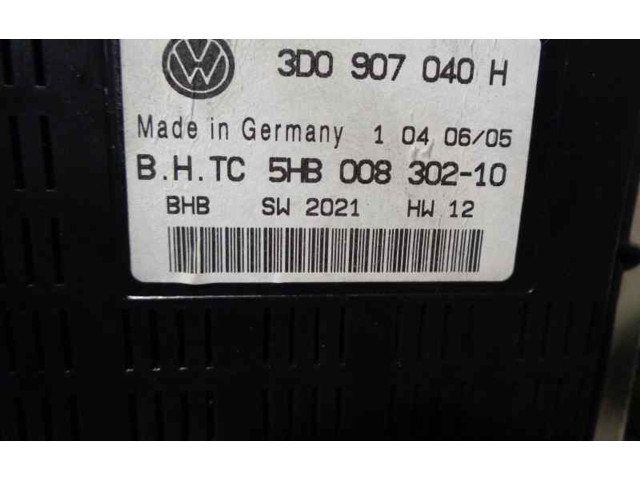 3D0 907 040 H
Made in Germany 1 04 06/05
B.H.TC 5HB 008 302-10
BHB SW 2021 HW 12